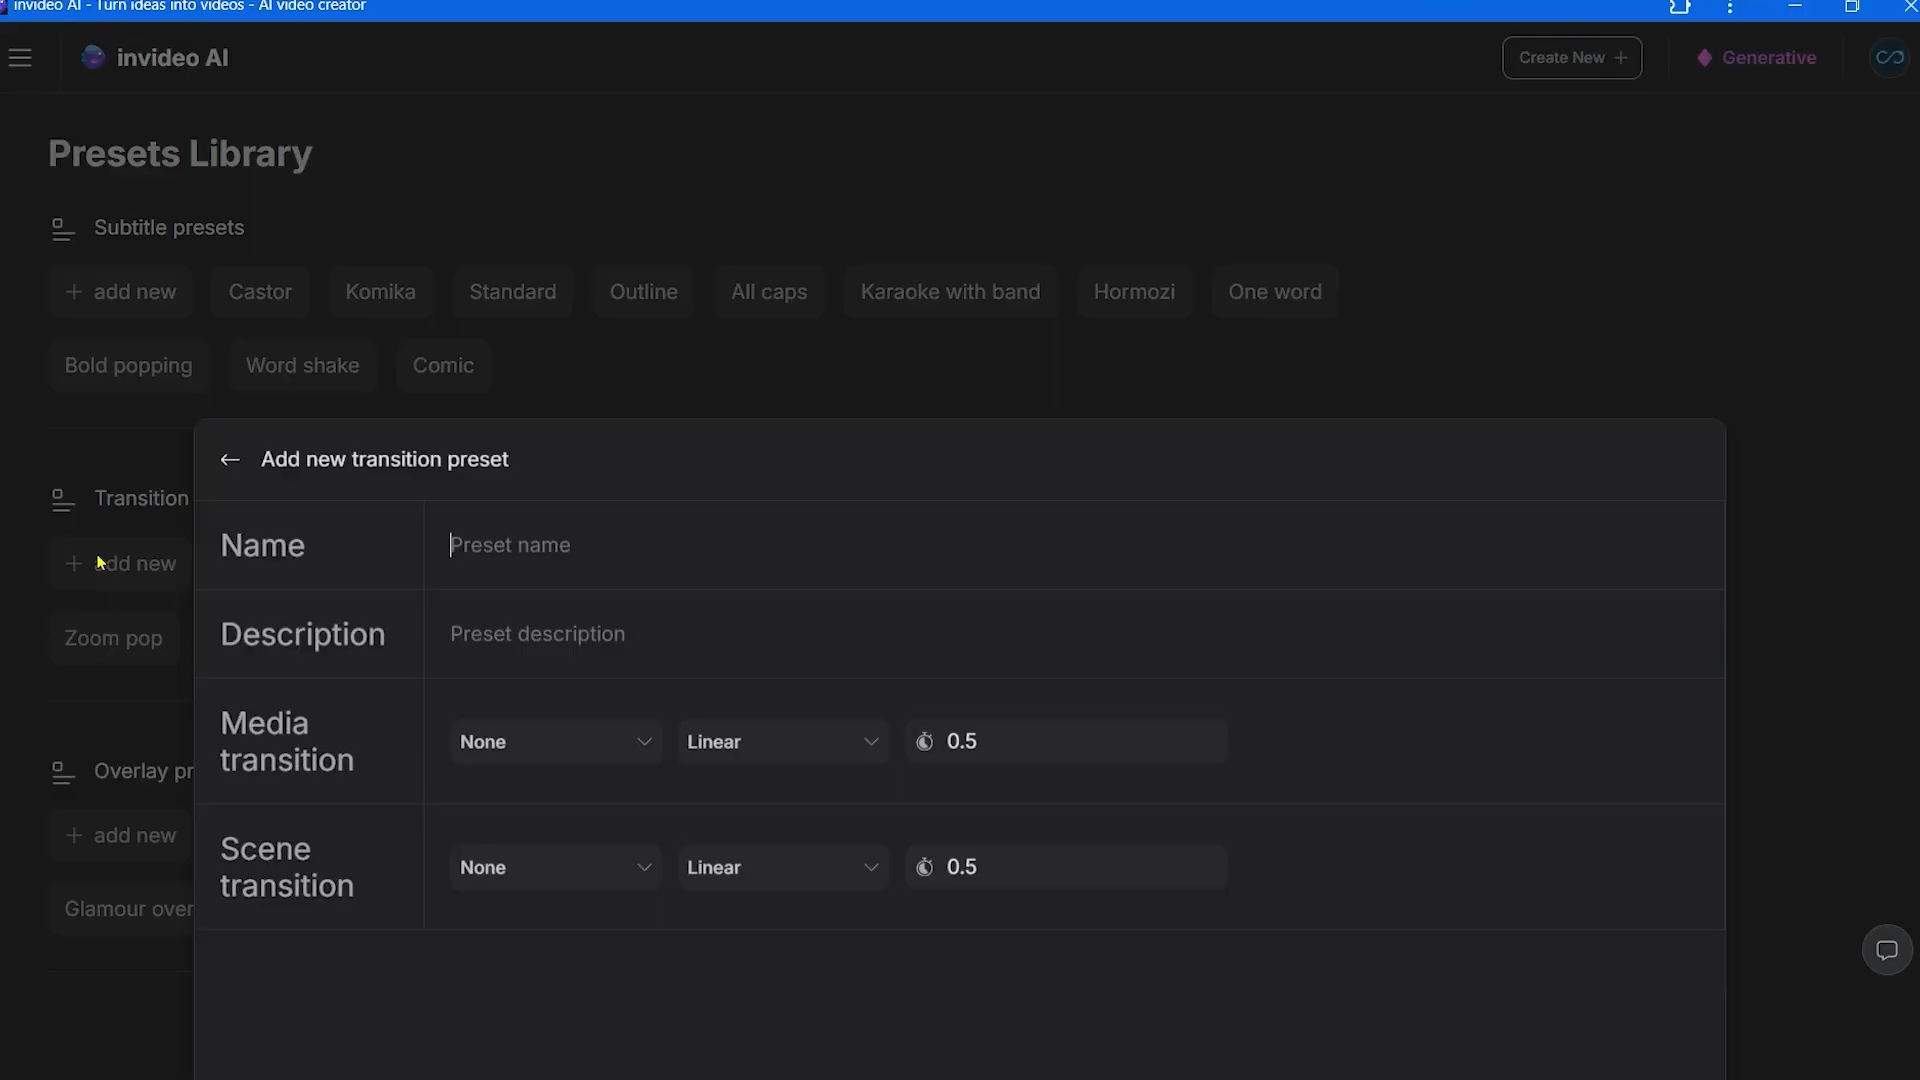 invideo AI - Turn ideas into videos - AI video creator
invideo AI
Create New +
Generative
Presets Library
Subtitle presets
+ add new
Castor
Komika
Standard
Outline
All caps
Karaoke with band
Hormozi
One word
Bold popping
Word shake
Comic
Add new transition preset
Transition
Name
Preset name
+ add new
Description
Preset description
Zoom pop
Media
transition
None
Linear
0.5
Overlay pr
+ add new
Scene
transition
None
Linear
0.5
Glamour over